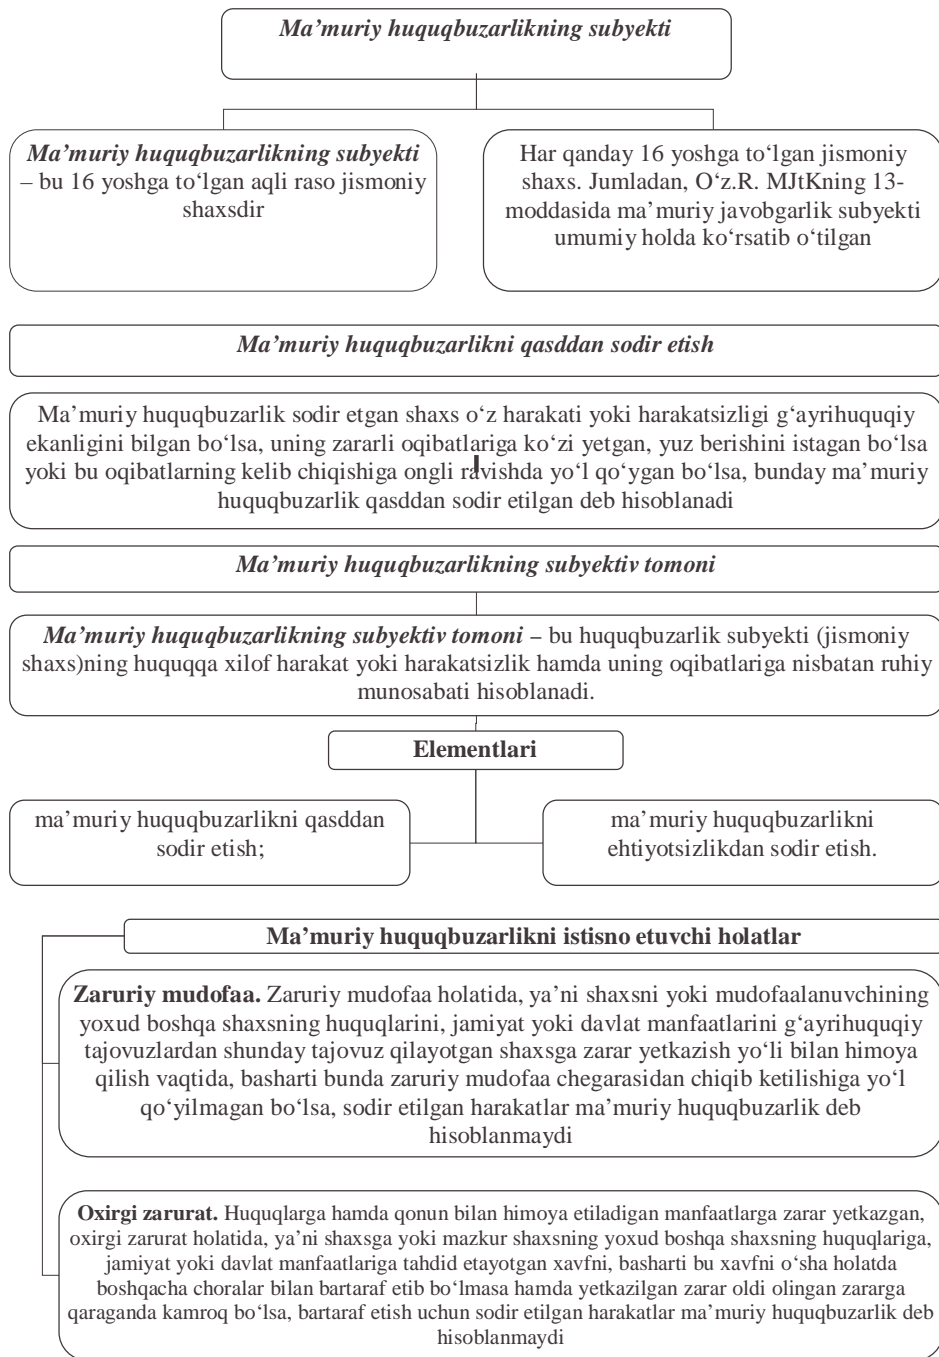 Ma’muriy huquqbuzarlikning subyekti
Ma’muriy huquqbuzarlikning subyekti
– bu 16 yoshga to‘lgan aqli raso jismoniy
shaxsdir
Har qanday 16 yoshga to‘lgan jismoniy
shaxs. Jumladan, O‘z.R. MJtKning 13-
moddasida ma’muriy javobgarlik subyekti
umumiy holda ko‘rsatib o‘tilgan
Ma’muriy huquqbuzarlikni qasddan sodir etish
Ma’muriy huquqbuzarlik sodir etgan shaxs o‘z harakati yoki harakatsizligi g‘ayrihuquqiy
ekanligini bilgan bo‘lsa, uning zararli oqibatlariga ko‘zi yetgan, yuz berishini istagan bo‘lsa
yoki bu oqibatlarning kelib chiqishiga ongli ravishda yo‘l qo‘ygan bo‘lsa, bunday ma’muriy
huquqbuzarlik qasddan sodir etilgan deb hisoblanadi
Ma’muriy huquqbuzarlikning subyektiv tomoni
Ma’muriy huquqbuzarlikning subyektiv tomoni – bu huquqbuzarlik subyekti (jismoniy
shaxs)ning huquqqa xilof harakat yoki harakatsizlik hamda uning oqibatlariga nisbatan ruhiy
munosabati hisoblanadi.
Elementlari
ma’muriy huquqbuzarlikni qasddan
sodir etish;
ma’muriy huquqbuzarlikni
ehtiyotsizlikdan sodir etish.
Ma’muriy huquqbuzarlikni istisno etuvchi holatlar
Zaruriy mudofaa. Zaruriy mudofaa holatida, ya’ni shaxsni yoki mudofaalanuvchining
yoxud boshqa shaxsning huquqlarini, jamiyat yoki davlat manfaatlarini g‘ayrihuquqiy
tajovuzlardan shunday tajovuz qilayotgan shaxsga zarar yetkazish yo‘li bilan himoya
qilish vaqtida, basharti bunda zaruriy mudofaa chegarasidan chiqib ketilishiga yo‘l
qo‘yilmagan bo‘lsa, sodir etilgan harakatlar ma’muriy huquqbuzarlik deb
hisoblanmaydi
Oxirgi zarurat. Huquqlarga hamda qonun bilan himoya etiladigan manfaatlarga zarar yetkazgan,
oxirgi zarurat holatida, ya’ni shaxsga yoki mazkur shaxsning yoxud boshqa shaxsning huquqlariga,
jamiyat yoki davlat manfaatlariga tahdid etayotgan xavfni, basharti bu xavfni o‘sha holatda
boshqacha choralar bilan bartaraf etib bo‘lmasa hamda yetkazilgan zarar oldi olingan zararga
qaraganda kamroq bo‘lsa, bartaraf etish uchun sodir etilgan harakatlar ma’muriy huquqbuzarlik deb
hisoblanmaydi